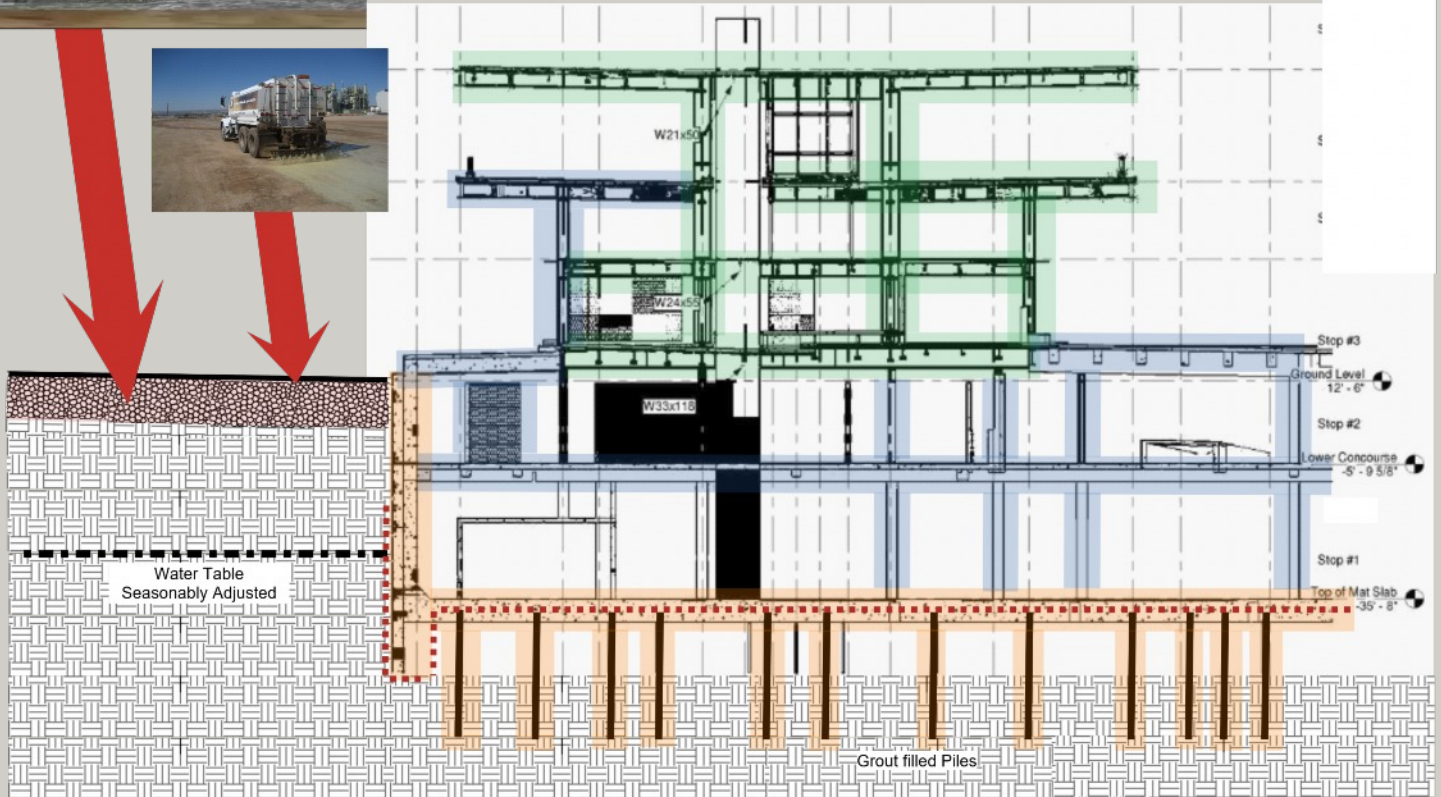 W21x50
W24x55
Stop #3
Ground Level
12' - 6"
W33x118
Stop #2
Lower Concourse
-5' - 9 5/8"
Water Table
Seasonably Adjusted
Stop #1
Top of Mat Slab
-35' - 8"
Grout filled Piles